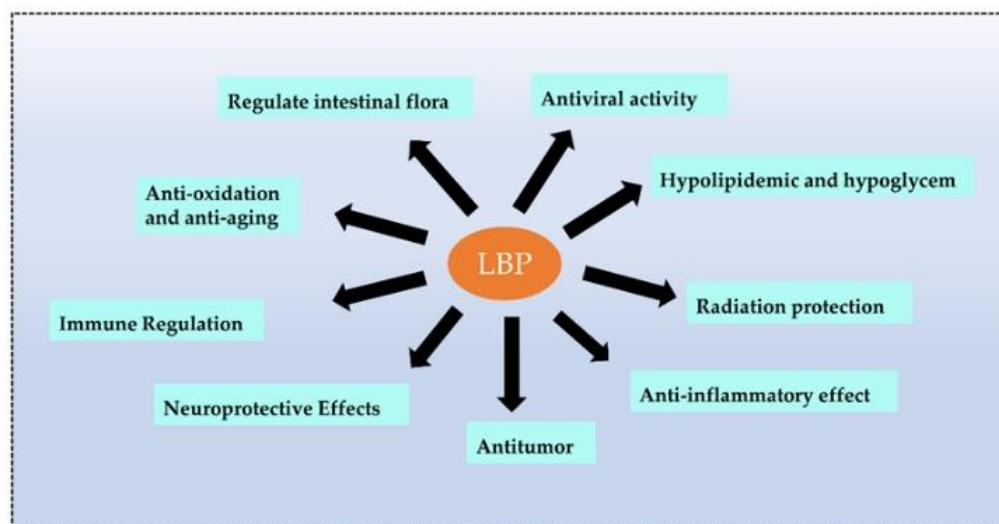 Regulate intestinal flora
Antiviral activity
Hypolipidemic and hypoglycem
Anti-oxidation
and anti-aging
LBP
Radiation protection
Immune Regulation
Anti-inflammatory effect
Neuroprotective Effects
Antitumor